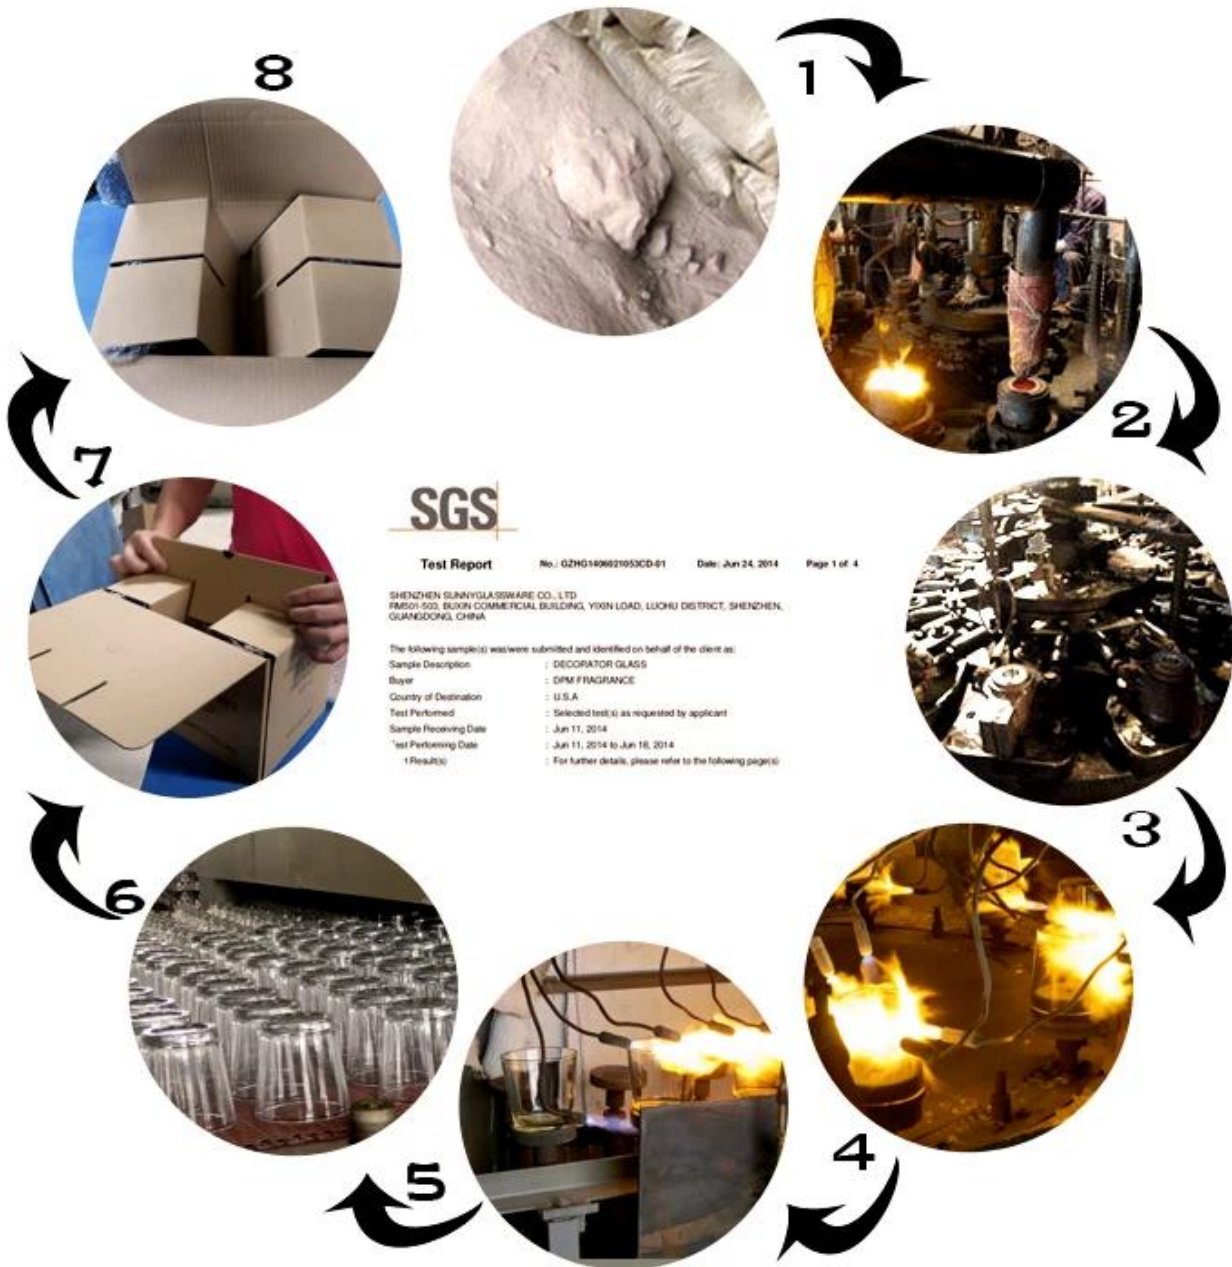 8
1
2
7
SGS
Test Report No.: GZHG1406021053CD-01 Date: Jun 24, 2014 Page 1 of 4
SHENZHEN SUNNYGLASSWARE CO., LTD
RM501-503, BUXIN COMMERCIAL BUILDING, YIXIN LOAD, LUOHU DISTRICT, SHENZHEN,
GUANGDONG, CHINA
The following sample(s) was/were submitted and identified on behalf of the client as:
Sample Description : DECORATOR GLASS
Buyer : DPM FRAGRANCE
Country of Destination : U.S.A
Test Performed : Selected test(s) as requested by applicant
Sample Receiving Date : Jun 11, 2014
Test Performing Date : Jun 11, 2014 to Jun 18, 2014
Result(s) : For further details, please refer to the following page(s)
3
6
4
5